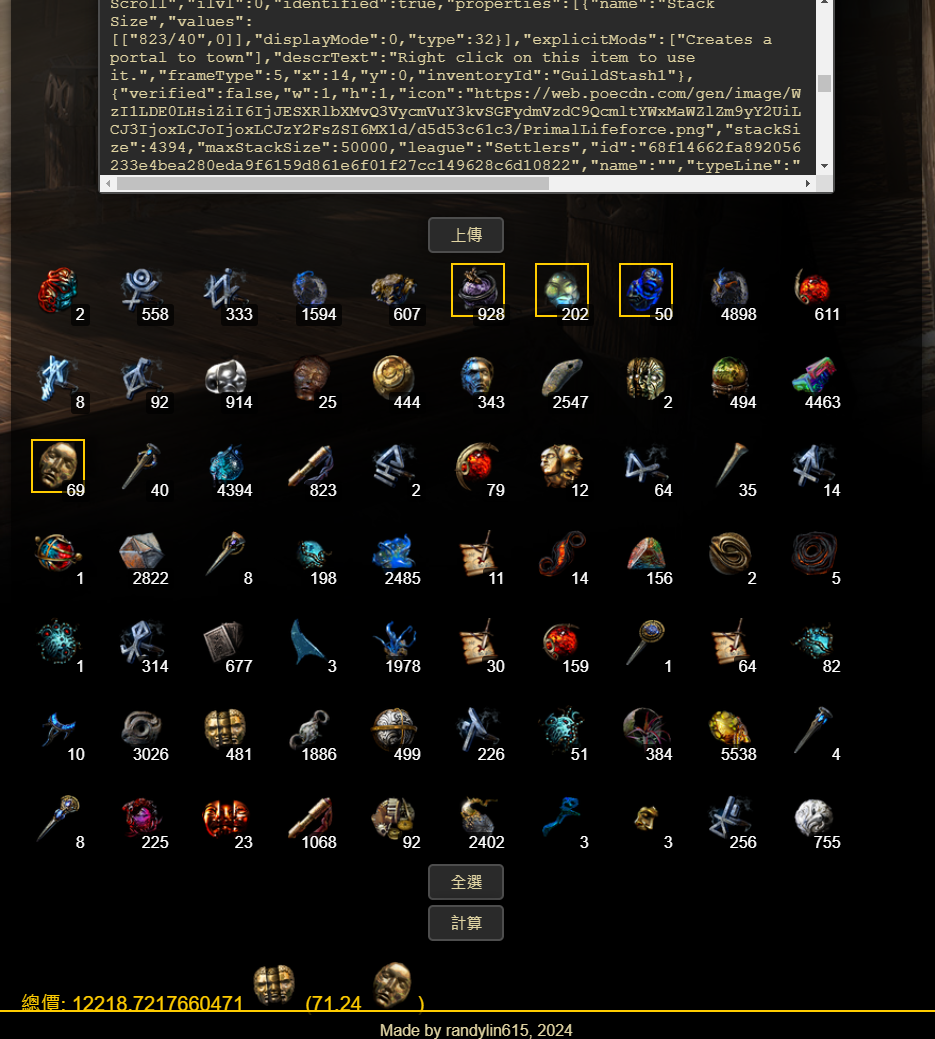 Scroll","ilvl":0,"identified":true,"properties":[{"name":"Stack
Size","values":
[["823/40",0]],"displayMode":0,"type":32}],"explicitMods":["Creates a
portal to town"],"descrText":"Right click on this item to use
it.","frameType":5,"x":14,"y":0,"inventoryId":"GuildStash1"},
{"verified":false,"w":1,"h":1,"icon":"https://web.poecdn.com/gen/image/W
zI1LDE0LHsiZiI6IjJESXRlbXMvQ3VycmVuY3kvSGFydmVzdC9QcmltYWxMaWZlZm9yY2UiL
CJ3IjoxLCJoIjoxLCJzY2FsZSI6MX1d/d5d53c61c3/PrimalLifeforce.png","stackSi
ze":4394,"maxStackSize":50000,"league":"Settlers","id":"68f14662fa892056
233e4bea280eda9f6159d861e6f01f27cc149628c6d10822","name":"","typeLine":"
上傳
2 558 333 1594 607 928 202 50 4898 611
8 92 914 25 444 343 2547 2 494 4463
69 40 4394 823 2 79 12 64 35 14
1 2822 8 198 2485 11 14 156 2 5
1 314 677 3 1978 30 159 1 64 82
10 3026 481 1886 499 226 51 384 5538 4
8 225 23 1068 92 2402 3 3 256 755
全選
計算
總價: 12218.7217660471 (71.24 )
Made by randylin615, 2024